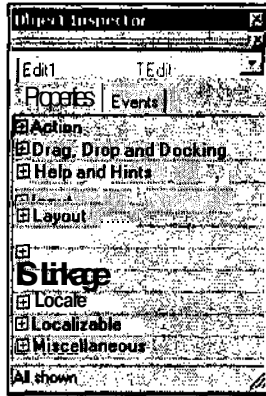 Object Inspector
Edit1 TEdit
Properties Events
Action
Drag, Drop and Docking
Help and Hints
Layout
Linkage
Locale
Localizable
Miscellaneous
All shown